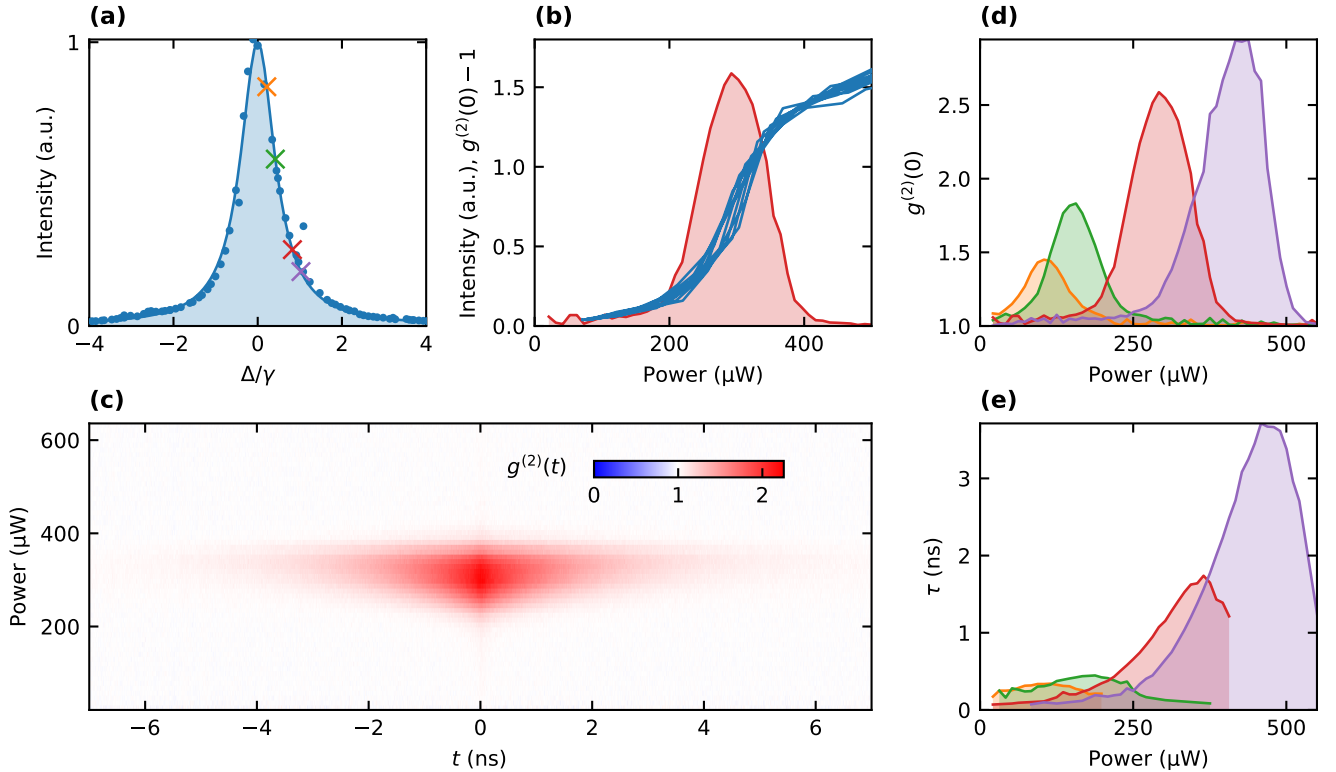 (a)
1
0
Intensity (a.u.)
−4
−2
0
2
4
Δ/γ
(b)
1.5
1.0
0.5
0.0
Intensity (a.u.), g⁽²⁾(0) − 1
0
200
400
Power (μW)
(d)
2.5
2.0
1.5
1.0
g⁽²⁾(0)
0
250
500
Power (μW)
(c)
600
400
200
Power (μW)
g⁽²⁾(t)
0
1
2
−6
−4
−2
0
2
4
6
t (ns)
(e)
3
2
1
0
τ (ns)
0
250
500
Power (μW)